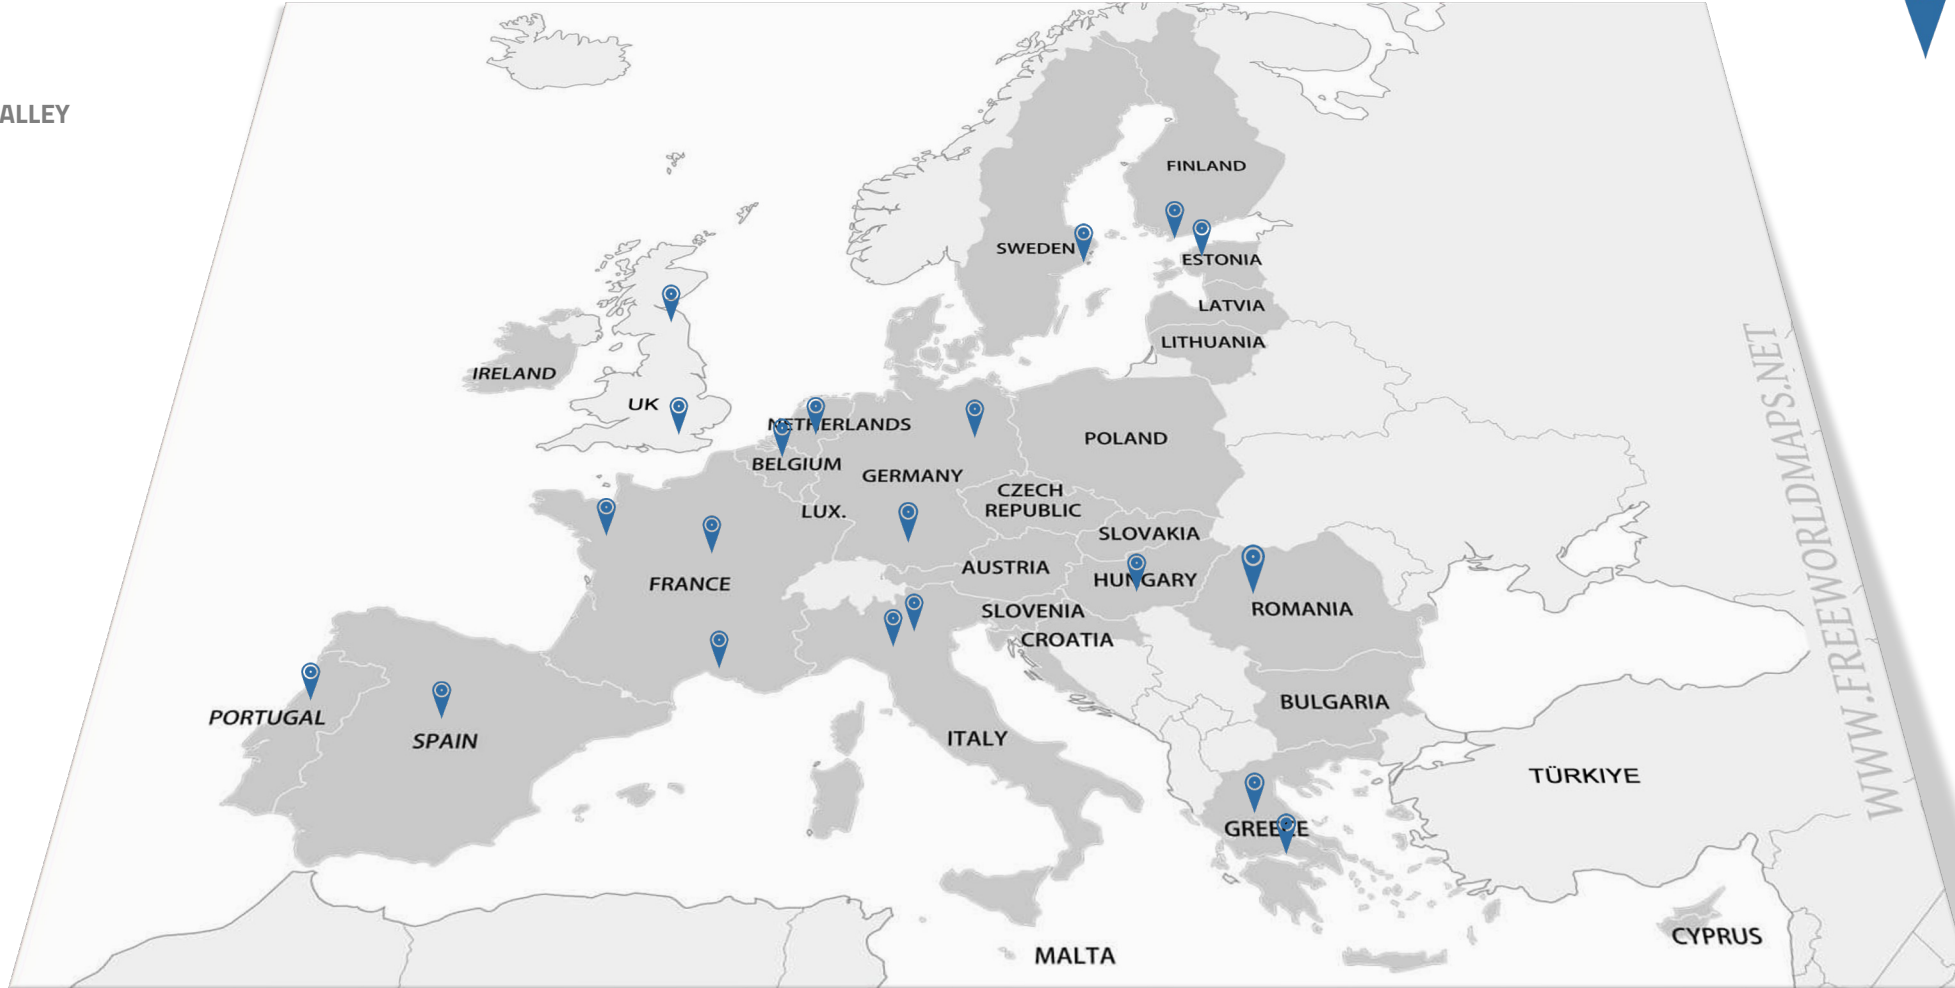 ALLEY
FINLAND
SWEDEN
ESTONIA
LATVIA
LITHUANIA
IRELAND
UK
NETHERLANDS
POLAND
BELGIUM
GERMANY
CZECH
REPUBLIC
LUX.
SLOVAKIA
AUSTRIA
HUNGARY
FRANCE
SLOVENIA
ROMANIA
CROATIA
BULGARIA
PORTUGAL
SPAIN
ITALY
TÜRKIYE
GREECE
CYPRUS
MALTA
WWW.FREEWORLDMAPS.NET